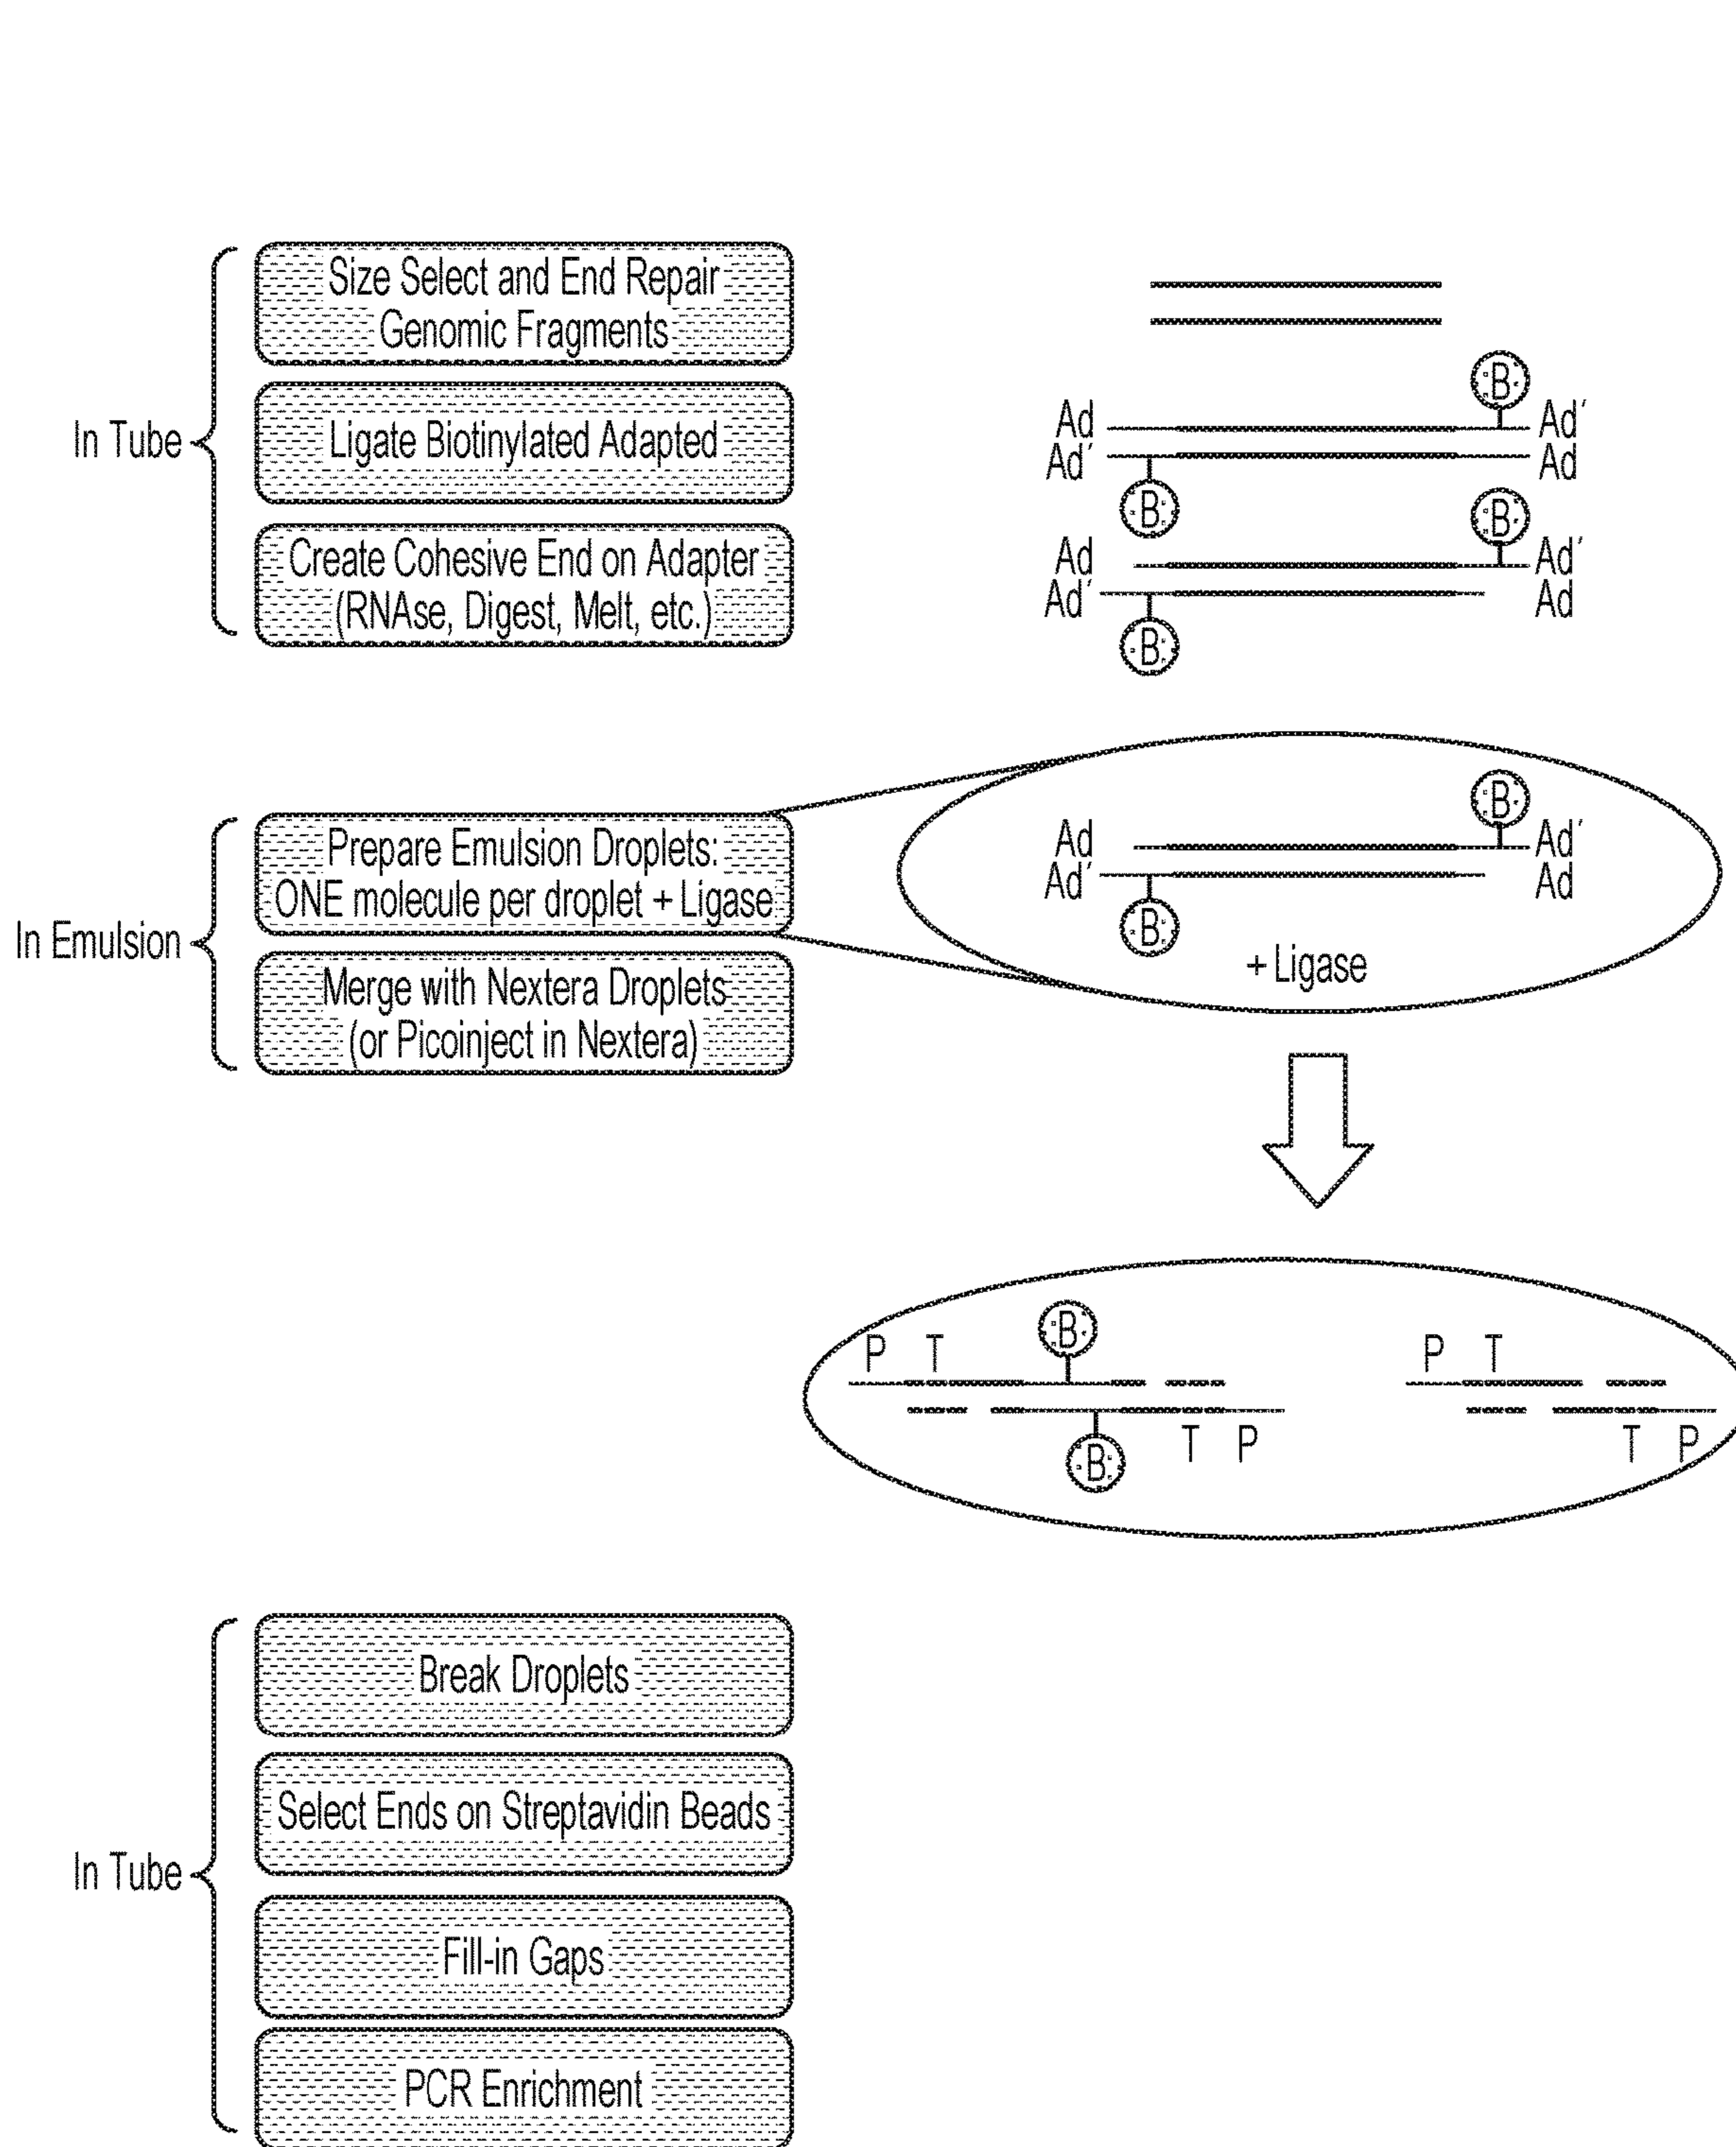 Size Select and End Repair
Genomic Fragments
In Tube
Ligate Biotinylated Adapted
Create Cohesive End on Adapter
(RNAse, Digest, Melt, etc.)
B
Ad Ad´
Ad´ Ad
B
B
Ad Ad´
Ad´ Ad
B
In Emulsion
Prepare Emulsion Droplets:
ONE molecule per droplet + Ligase
Merge with Nextera Droplets
(or Picoinject in Nextera)
B
Ad Ad´
Ad´ Ad
B
+ Ligase
B
P T P T
T P T P
B
In Tube
Break Droplets
Select Ends on Streptavidin Beads
Fill-in Gaps
PCR Enrichment